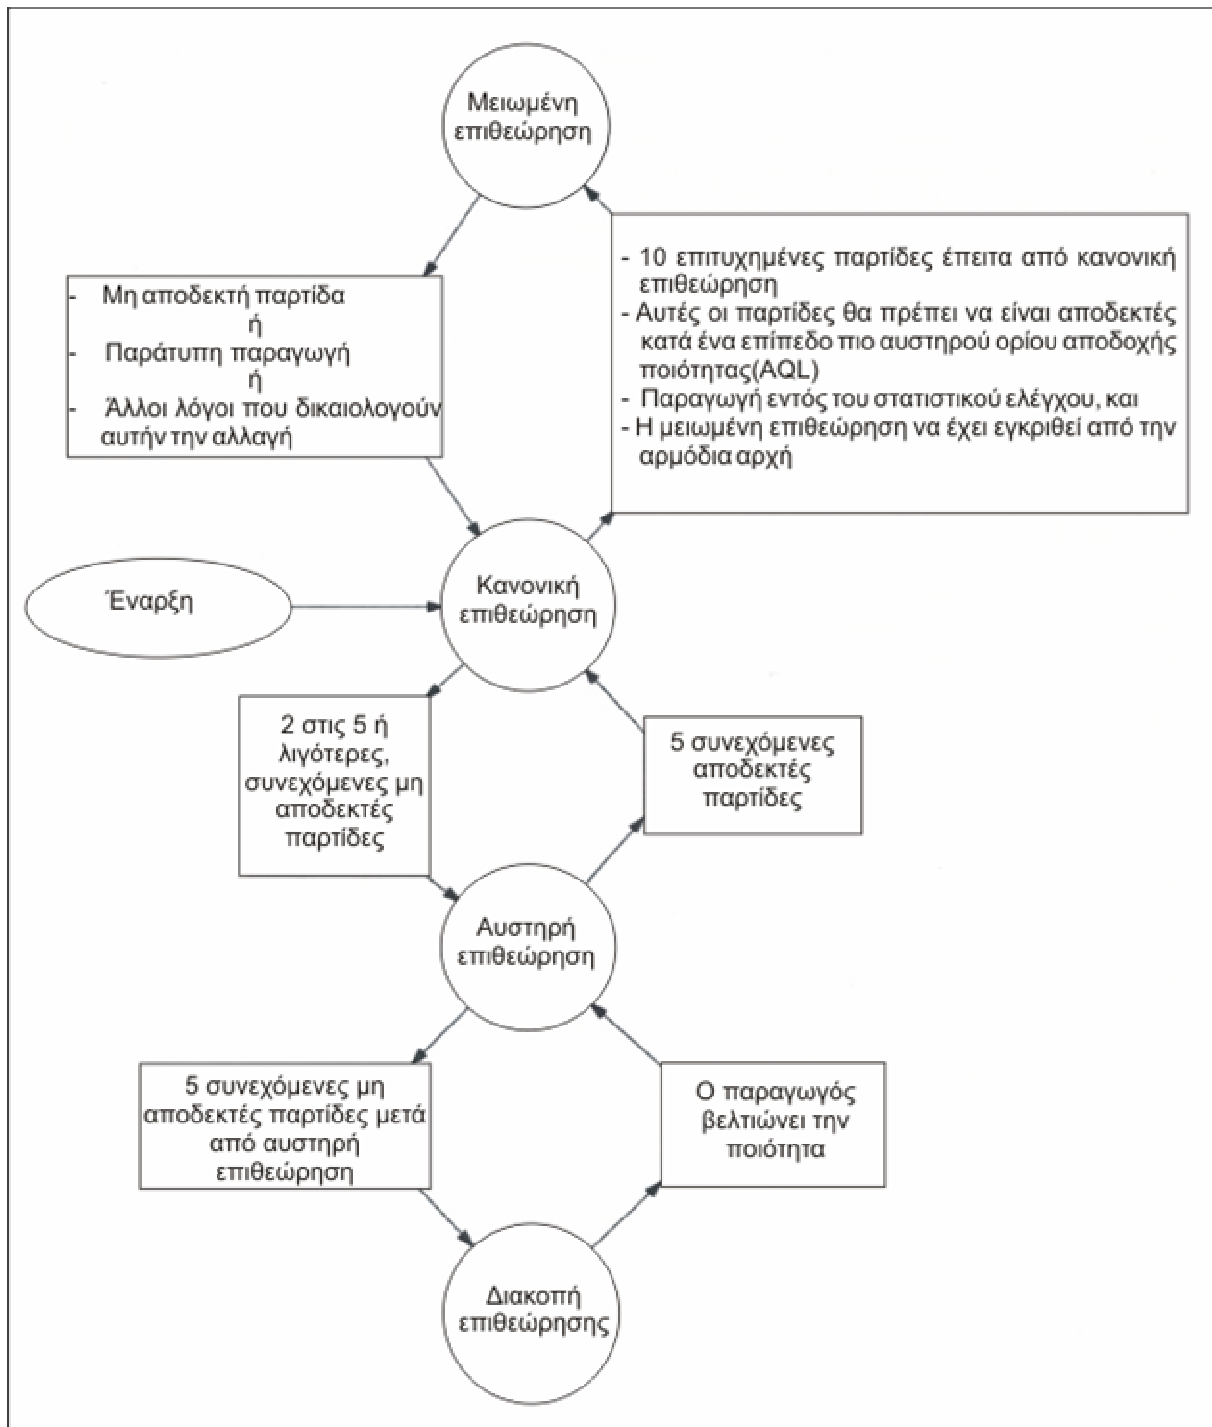 Μειωμένη
επιθεώρηση
- 10 επιτυχημένες παρτίδες έπειτα από κανονική
επιθεώρηση
- Αυτές οι παρτίδες θα πρέπει να είναι αποδεκτές
κατά ένα επίπεδο πιο αυστηρού ορίου αποδοχής
ποιότητας(AQL)
- Παραγωγή εντός του στατιστικού ελέγχου, και
- Η μειωμένη επιθεώρηση να έχει εγκριθεί από την
αρμόδια αρχή
- Μη αποδεκτή παρτίδα
ή
- Παράτυπη παραγωγή
ή
- Άλλοι λόγοι που δικαιολογούν
αυτήν την αλλαγή
Έναρξη
Κανονική
επιθεώρηση
2 στις 5 ή
λιγότερες,
συνεχόμενες μη
αποδεκτές
παρτίδες
5 συνεχόμενες
αποδεκτές
παρτίδες
Αυστηρή
επιθεώρηση
5 συνεχόμενες μη
αποδεκτές παρτίδες μετά
από αυστηρή
επιθεώρηση
Ο παραγωγός
βελτιώνει την
ποιότητα
Διακοπή
επιθεώρησης